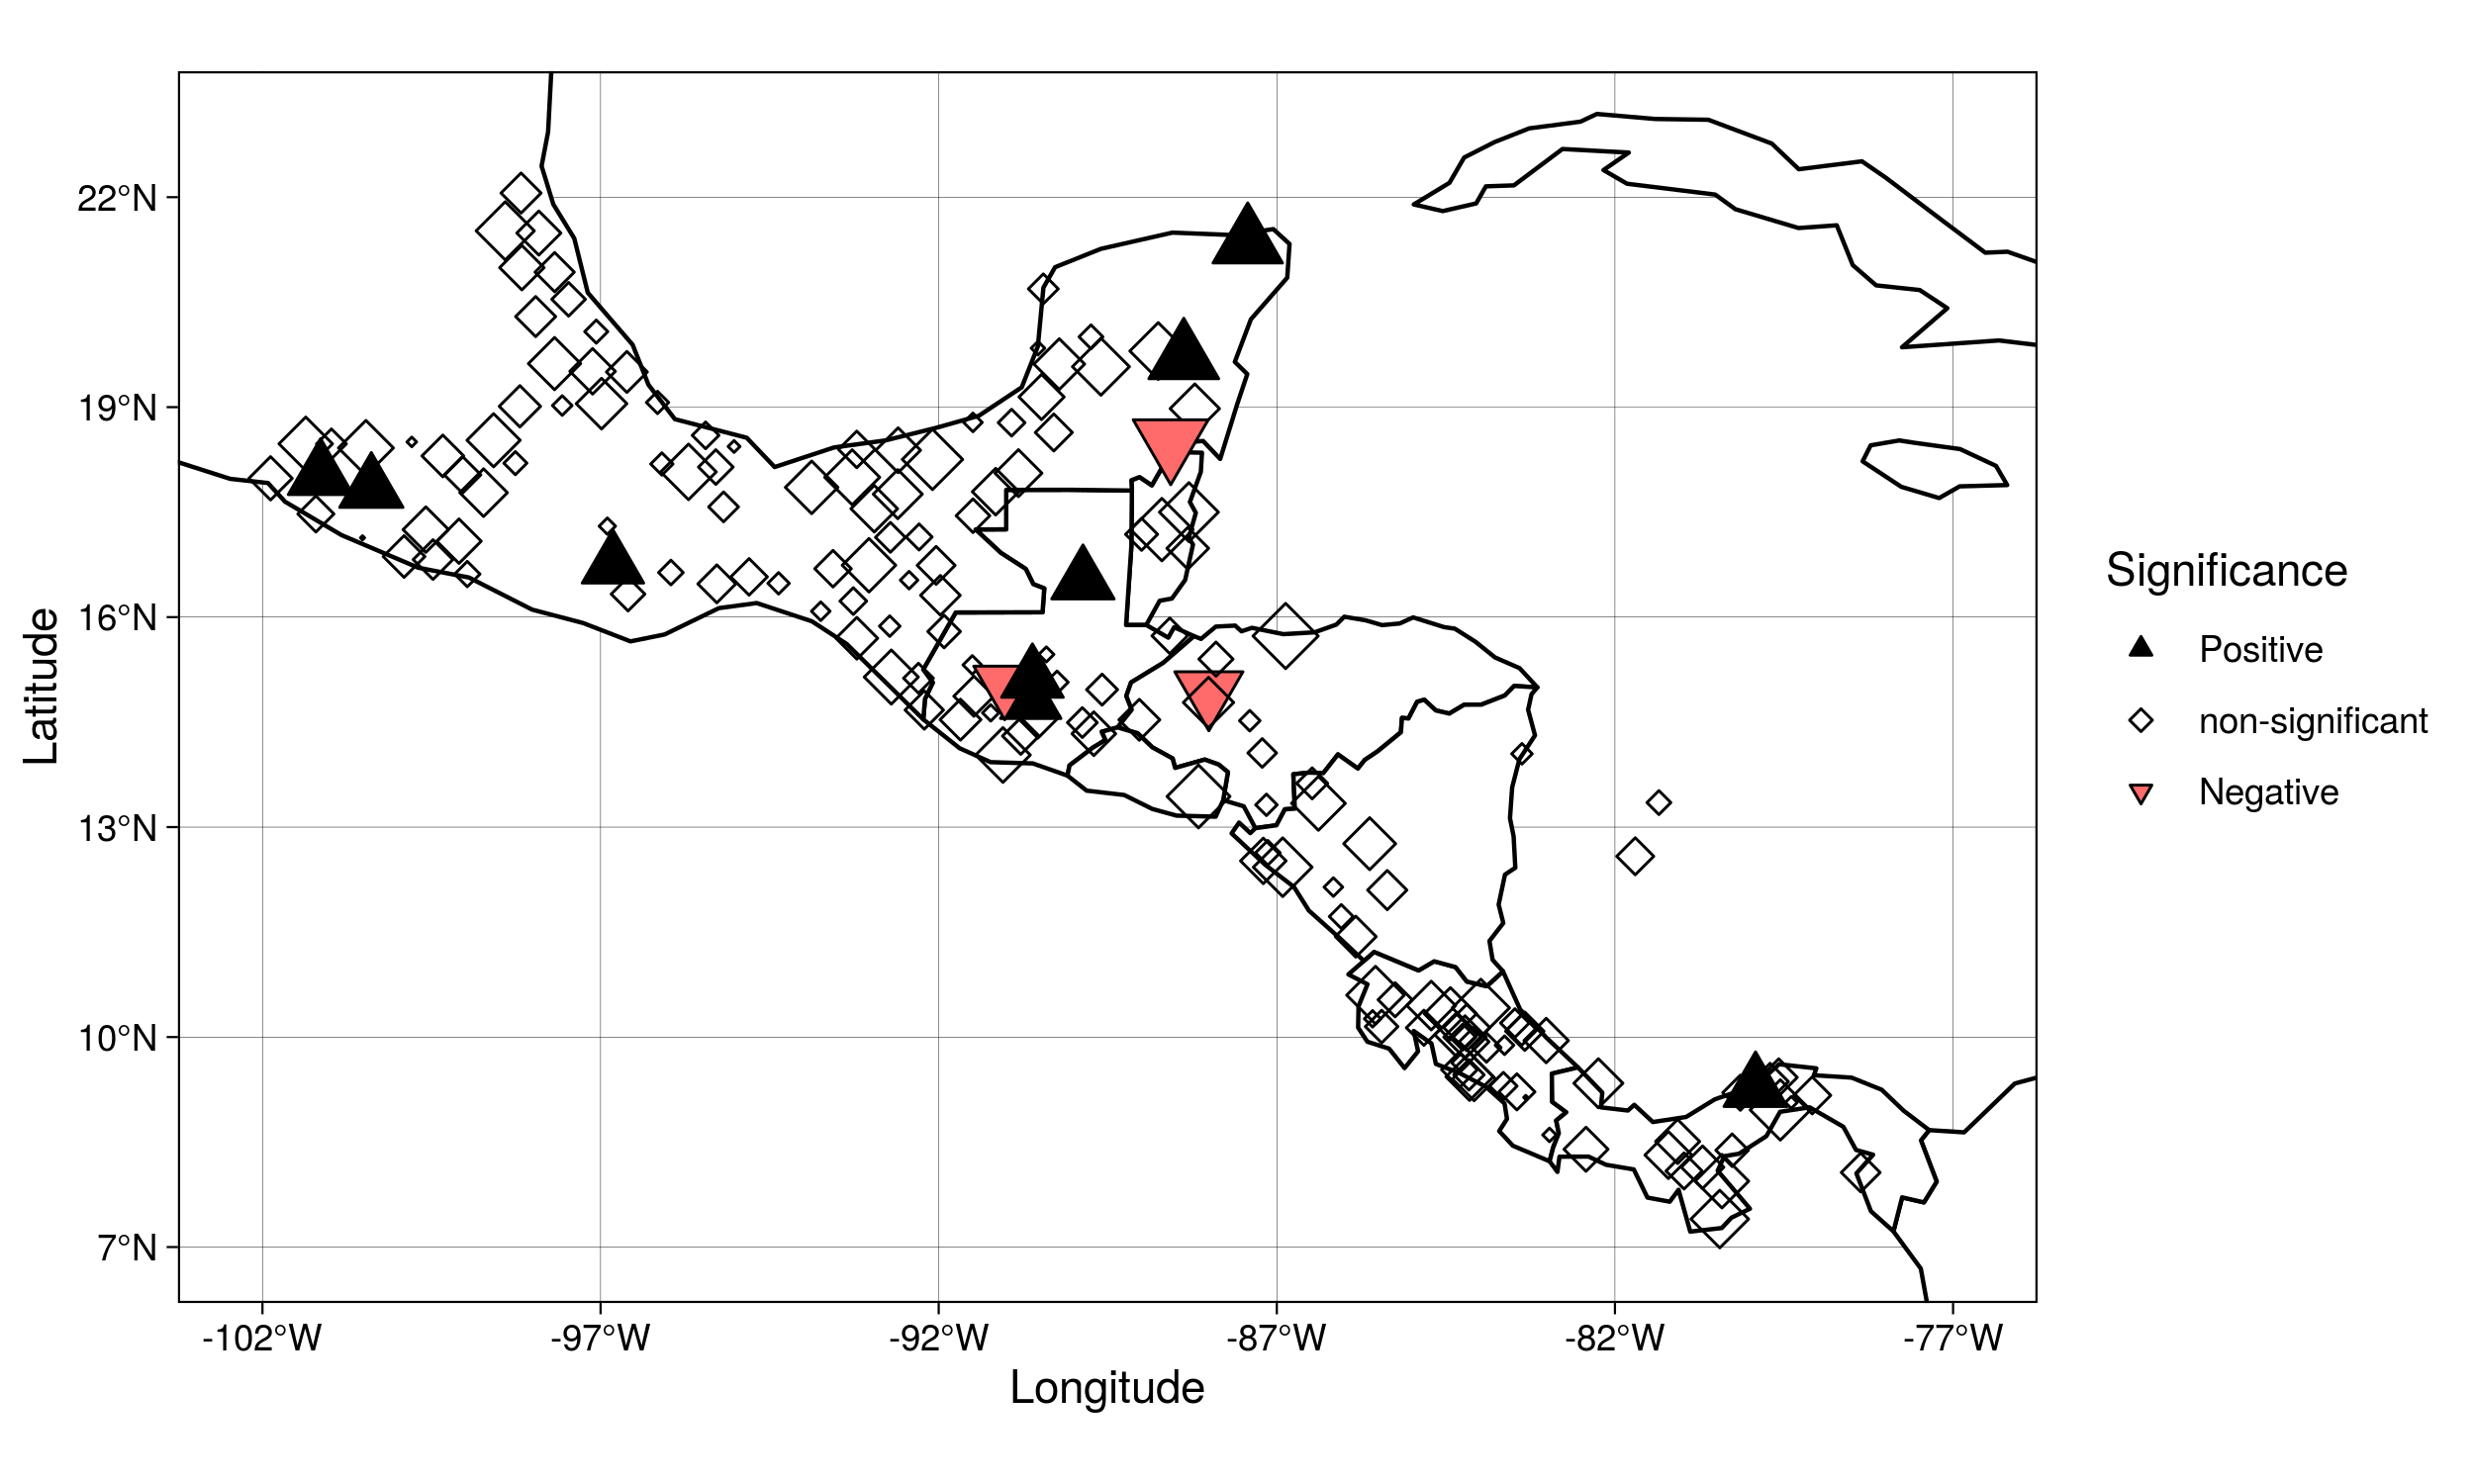 22°N
19°N
16°N
13°N
10°N
7°N
Latitude
-102°W
-97°W
-92°W
-87°W
-82°W
-77°W
Longitude
Significance
Positive
non-significant
Negative